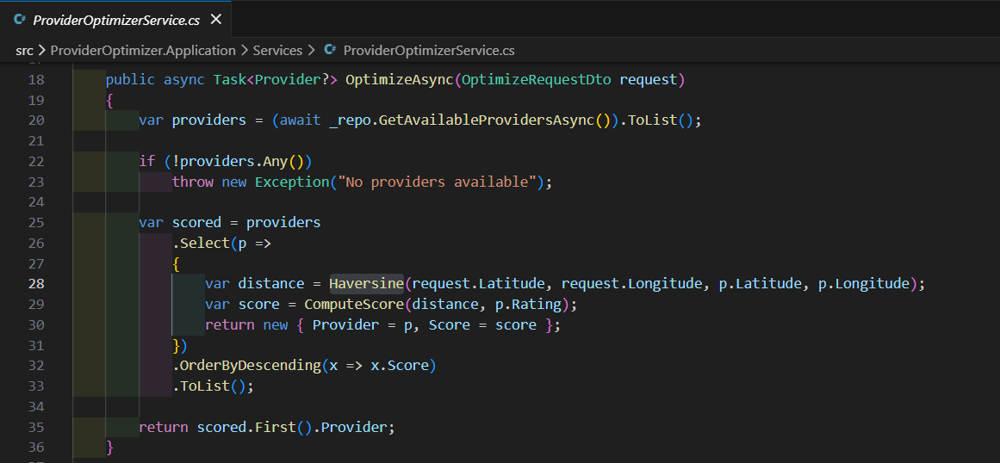 ProviderOptimizerService.cs
src > ProviderOptimizer.Application > Services > ProviderOptimizerService.cs
18 public async Task<Provider?> OptimizeAsync(OptimizeRequestDto request)
19 {
20 var providers = (await _repo.GetAvailableProvidersAsync()).ToList();
21
22 if (!providers.Any())
23 throw new Exception("No providers available");
24
25 var scored = providers
26 .Select(p =>
27 {
28 var distance = Haversine(request.Latitude, request.Longitude, p.Latitude, p.Longitude);
29 var score = ComputeScore(distance, p.Rating);
30 return new { Provider = p, Score = score };
31 })
32 .OrderByDescending(x => x.Score)
33 .ToList();
34
35 return scored.First().Provider;
36 }